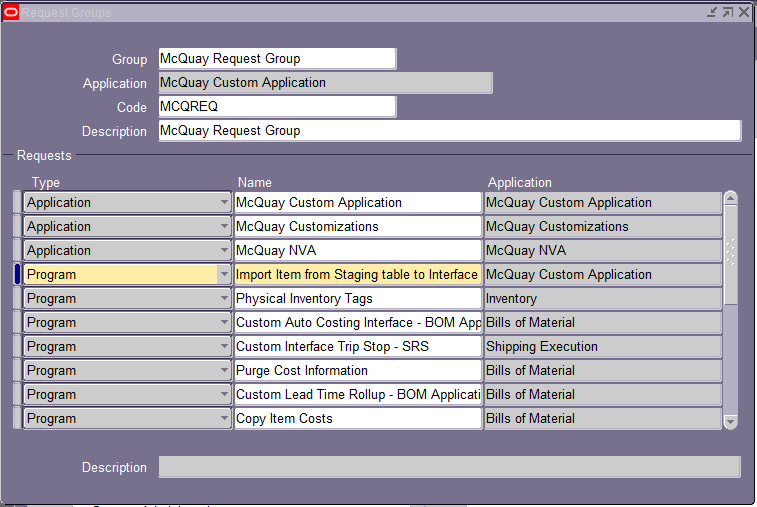 Request Groups
Group McQuay Request Group
Application McQuay Custom Application
Code MCQREQ
Description McQuay Request Group
Requests
Type Name Application
Application McQuay Custom Application McQuay Custom Application
Application McQuay Customizations McQuay Customizations
Application McQuay NVA McQuay NVA
Program Import Item from Staging table to Interface McQuay Custom Application
Program Physical Inventory Tags Inventory
Program Custom Auto Costing Interface - BOM App Bills of Material
Program Custom Interface Trip Stop - SRS Shipping Execution
Program Purge Cost Information Bills of Material
Program Custom Lead Time Rollup - BOM Applicati Bills of Material
Program Copy Item Costs Bills of Material
Description